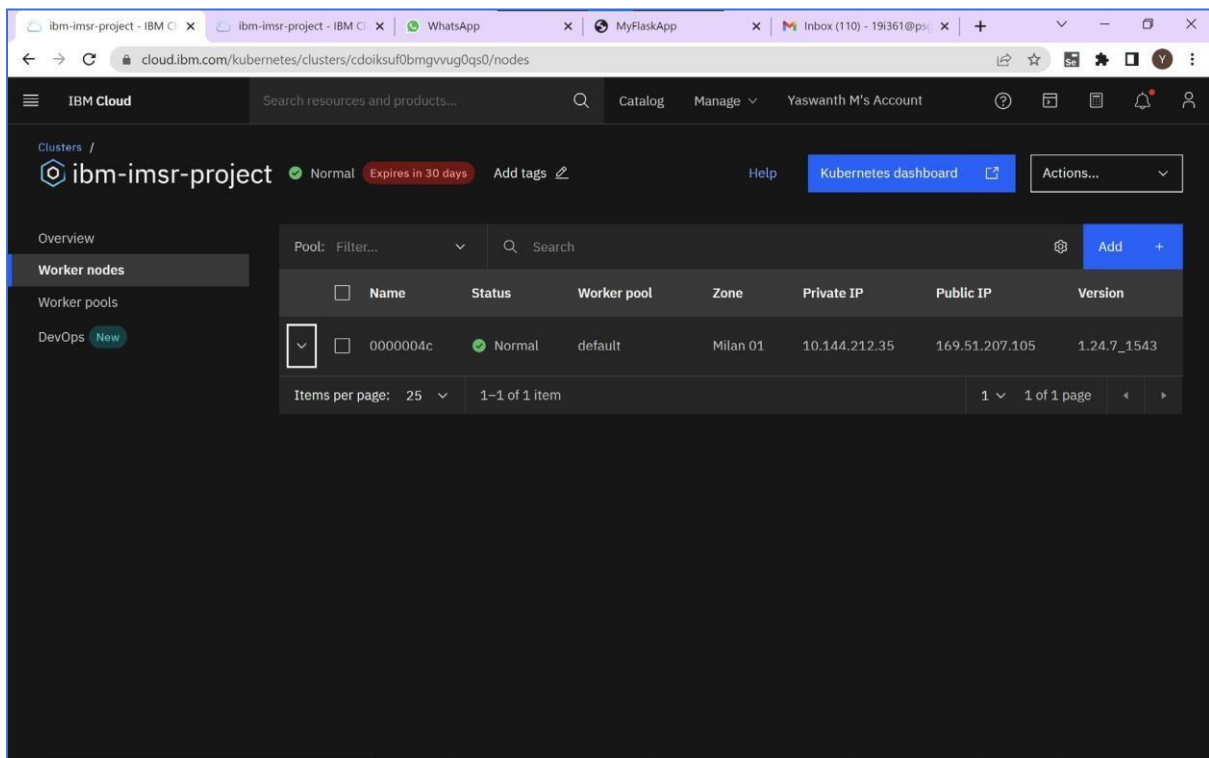 ibm-imsr-project - IBM C ibm-imsr-project - IBM C WhatsApp MyFlaskApp Inbox (110) - 19i361@psg
cloud.ibm.com/kubernetes/clusters/cdoiksuf0bmgvvug0qs0/nodes Se Y
IBM Cloud Search resources and products... Catalog Manage Yaswanth M's Account
Clusters /
ibm-imsr-project Normal Expires in 30 days Add tags Help Kubernetes dashboard Actions...
Overview
Worker nodes
Worker pools
DevOps New
Pool: Filter... Search Add +
Name Status Worker pool Zone Private IP Public IP Version
0000004c Normal default Milan 01 10.144.212.35 169.51.207.105 1.24.7_1543
Items per page: 25 1–1 of 1 item 1 1 of 1 page